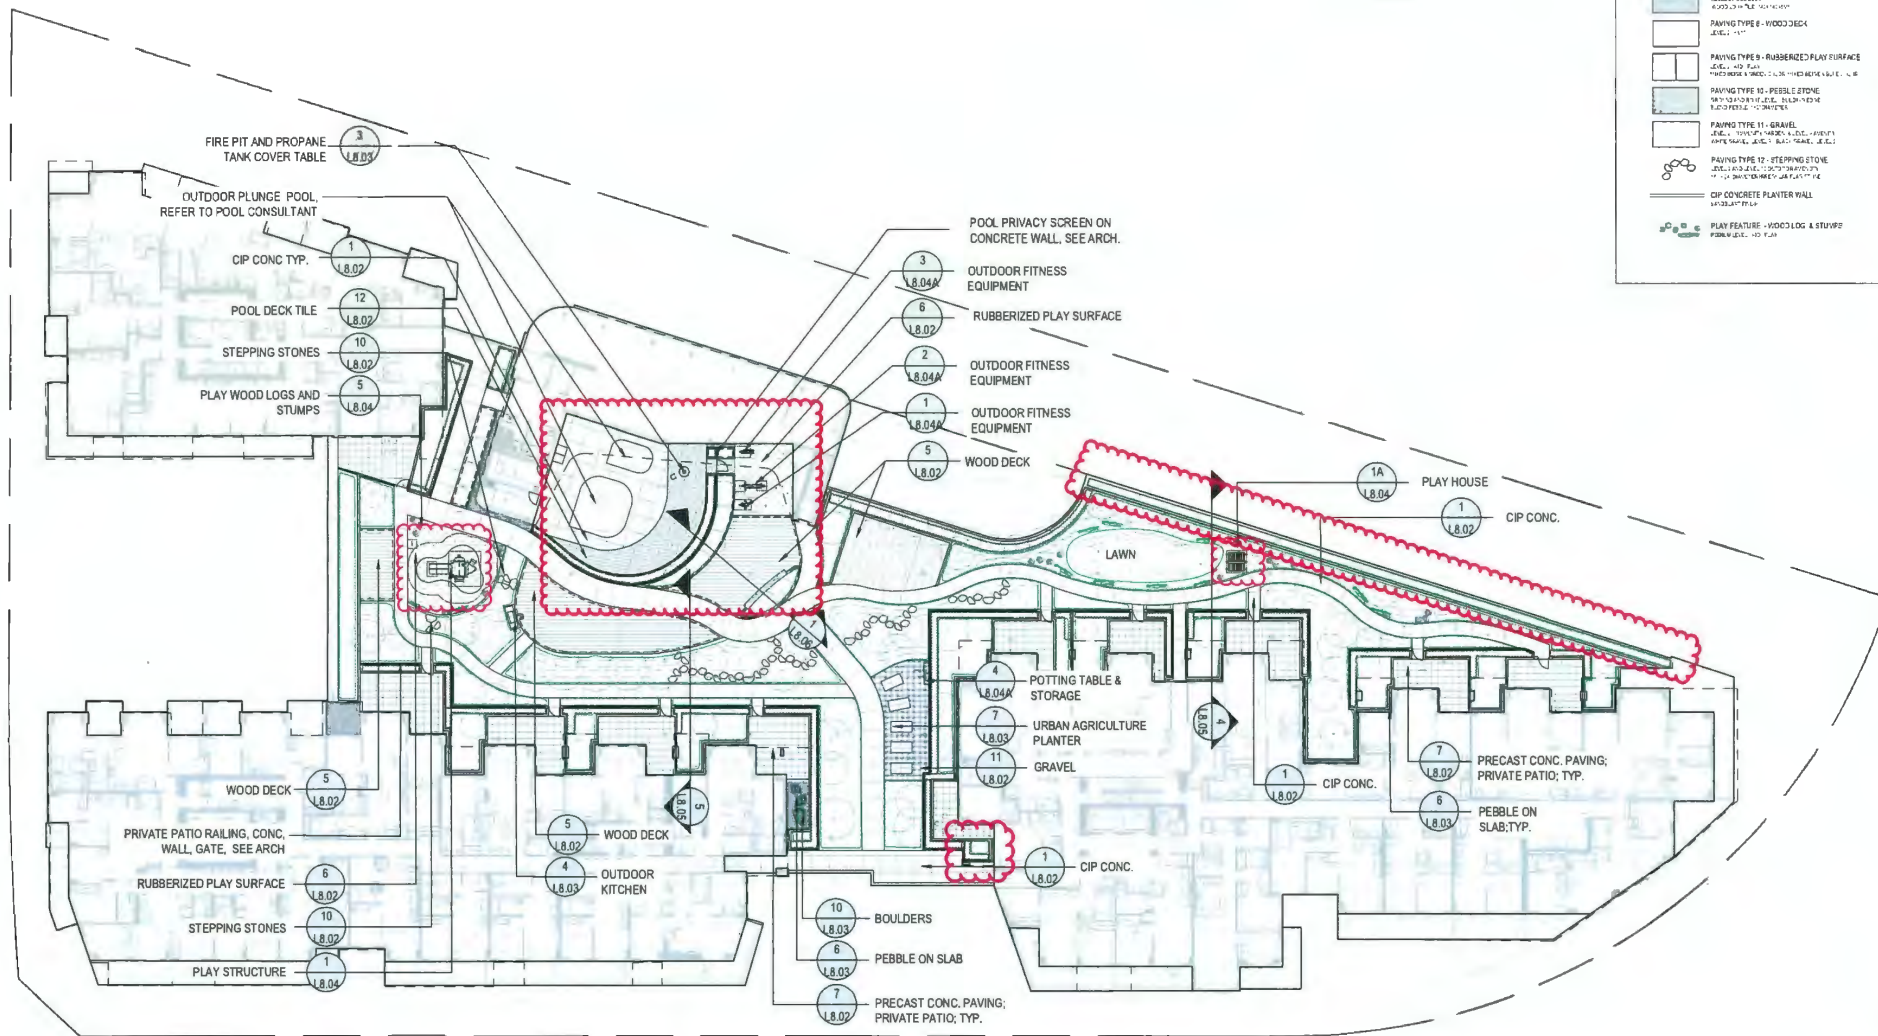 FIRE PIT AND PROPANE
TANK COVER TABLE
3
L8.03
OUTDOOR PLUNGE POOL,
REFER TO POOL CONSULTANT
CIP CONC TYP.
1
L8.02
POOL DECK TILE
12
L8.02
STEPPING STONES
10
L8.02
PLAY WOOD LOGS AND
STUMPS
5
L8.04
POOL PRIVACY SCREEN ON
CONCRETE WALL, SEE ARCH.
3
L8.04A
OUTDOOR FITNESS
EQUIPMENT
6
L8.02
RUBBERIZED PLAY SURFACE
2
L8.04A
OUTDOOR FITNESS
EQUIPMENT
1
L8.04A
OUTDOOR FITNESS
EQUIPMENT
5
L8.02
WOOD DECK
1A
L8.04
PLAY HOUSE
1
L8.02
CIP CONC.
LAWN
1
L8.06
4
L8.04A
POTTING TABLE &
STORAGE
7
L8.03
URBAN AGRICULTURE
PLANTER
11
L8.02
GRAVEL
4
L8.05
1
L8.02
CIP CONC.
7
L8.02
PRECAST CONC. PAVING;
PRIVATE PATIO; TYP.
6
L8.03
PEBBLE ON
SLAB;TYP.
WOOD DECK
5
L8.02
PRIVATE PATIO RAILING, CONC,
WALL, GATE, SEE ARCH
RUBBERIZED PLAY SURFACE
6
L8.02
STEPPING STONES
10
L8.02
PLAY STRUCTURE
1
L8.04
5
L8.05
5
L8.02
WOOD DECK
4
L8.03
OUTDOOR
KITCHEN
1
L8.02
CIP CONC.
10
L8.03
BOULDERS
6
L8.03
PEBBLE ON SLAB
7
L8.02
PRECAST CONC. PAVING;
PRIVATE PATIO; TYP.
PAVING TYPE 8 - WOOD DECK
PAVING TYPE 9 - RUBBERIZED PLAY SURFACE
PAVING TYPE 10 - PEBBLE STONE
PAVING TYPE 11 - GRAVEL
PAVING TYPE 12 - STEPPING STONE
CIP CONCRETE PLANTER WALL
PLAY FEATURE - WOOD LOG & STUMPS